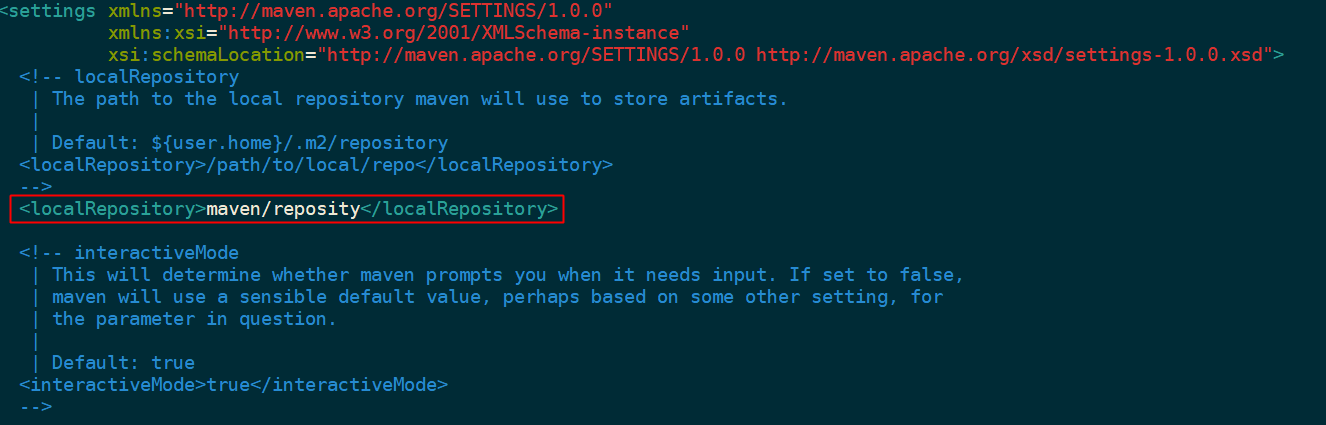 <settings xmlns="http://maven.apache.org/SETTINGS/1.0.0"
xmlns:xsi="http://www.w3.org/2001/XMLSchema-instance"
xsi:schemaLocation="http://maven.apache.org/SETTINGS/1.0.0 http://maven.apache.org/xsd/settings-1.0.0.xsd">
<!-- localRepository
| The path to the local repository maven will use to store artifacts.
|
| Default: ${user.home}/.m2/repository
<localRepository>/path/to/local/repo</localRepository>
-->
<localRepository>maven/reposity</localRepository>
<!-- interactiveMode
| This will determine whether maven prompts you when it needs input. If set to false,
| maven will use a sensible default value, perhaps based on some other setting, for
| the parameter in question.
|
| Default: true
<interactiveMode>true</interactiveMode>
-->